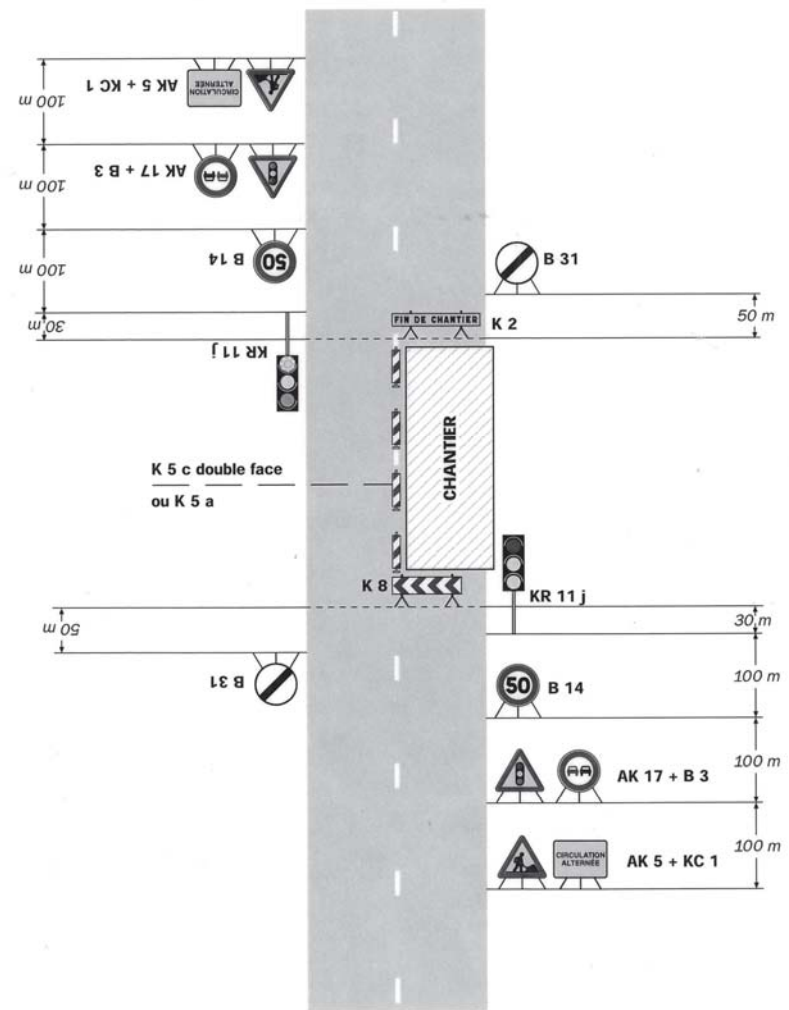 AK 5 + KC 1
CIRCULATION
ALTERNÉE
100 m
AK 17 + B 3
100 m
B 14
50
100 m
30 m
KR 11 j
B 31
50 m
FIN DE CHANTIER
K 2
CHANTIER
K 5 c double face
ou K 5 a
K 8
KR 11 j
50 m
30 m
B 31
50
B 14
100 m
AK 17 + B 3
100 m
CIRCULATION
ALTERNÉE
AK 5 + KC 1
100 m